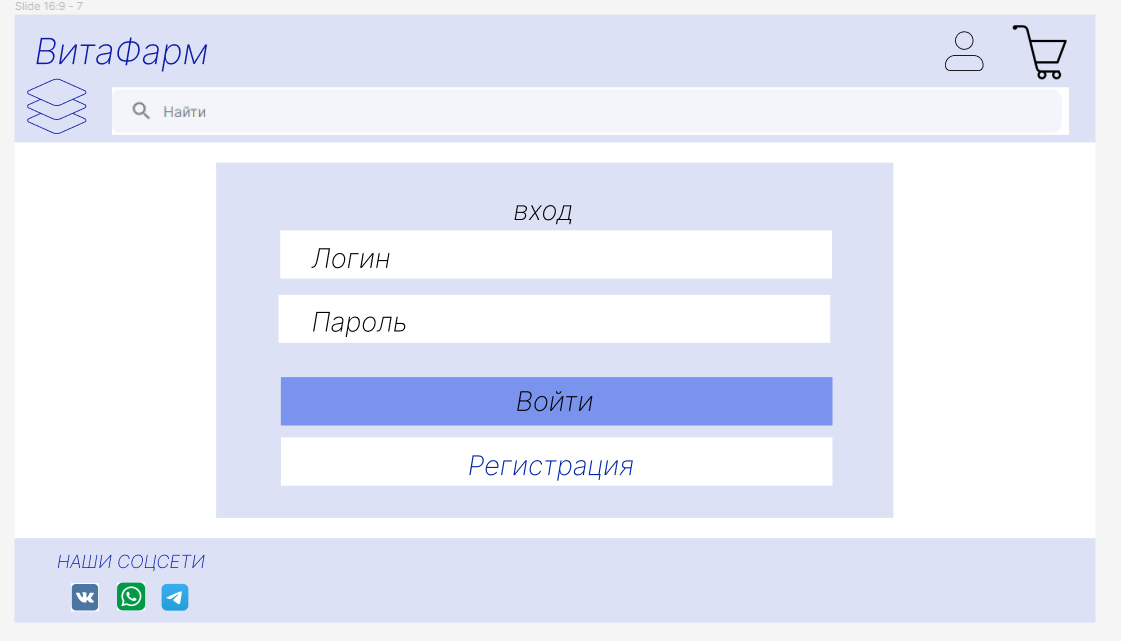 Slide 16:9 - 7
ВитаФарм
Найти
вход
Логин
Пароль
Войти
Регистрация
НАШИ СОЦСЕТИ